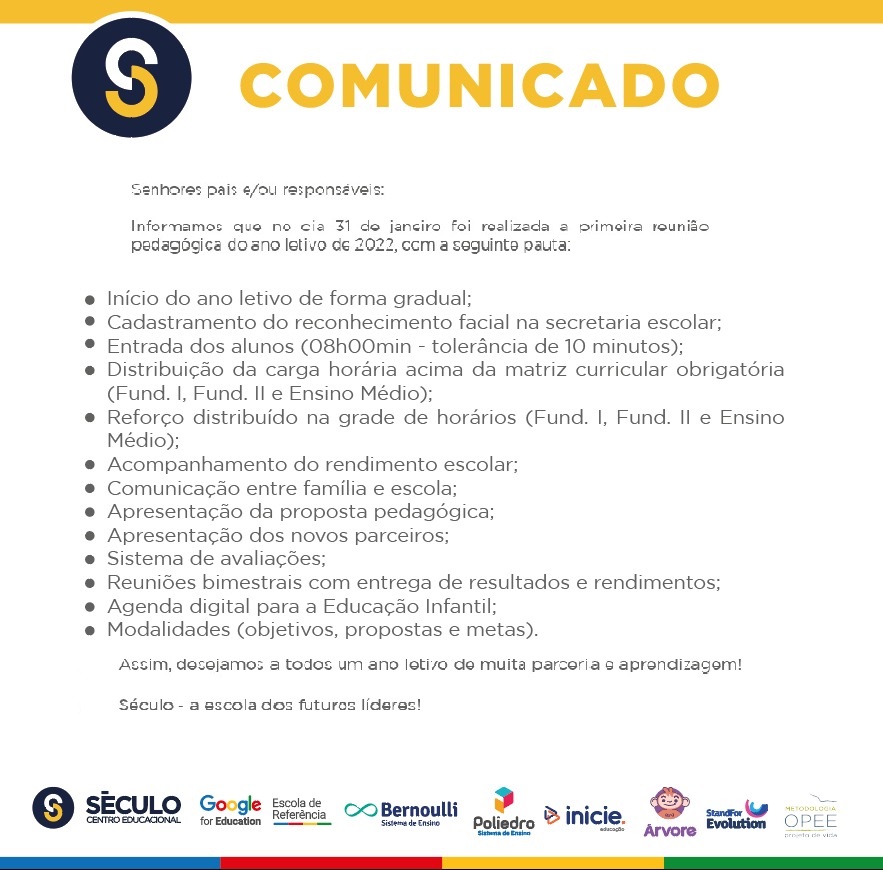 COMUNICADO
Senhores pais e/ou responsáveis:
Informamos que no dia 31 de janeiro foi realizada a primeira reunião
pedagógica do ano letivo de 2022, com a seguinte pauta:
● Início do ano letivo de forma gradual;
● Cadastramento do reconhecimento facial na secretaria escolar;
● Entrada dos alunos (08h00min - tolerância de 10 minutos);
● Distribuição da carga horária acima da matriz curricular obrigatória
(Fund. I, Fund. II e Ensino Médio);
● Reforço distribuído na grade de horários (Fund. I, Fund. II e Ensino
Médio);
● Acompanhamento do rendimento escolar;
● Comunicação entre família e escola;
● Apresentação da proposta pedagógica;
● Apresentação dos novos parceiros;
● Sistema de avaliações;
● Reuniões bimestrais com entrega de resultados e rendimentos;
● Agenda digital para a Educação Infantil;
● Modalidades (objetivos, propostas e metas).
Assim, desejamos a todos um ano letivo de muita parceria e aprendizagem!
Século - a escola dos futuros líderes!
SÉCULO
CENTRO EDUCACIONAL
Google
for Education
Escola de
Referência
Bernoulli
Sistema de Ensino
Poliedro
Sistema de Ensino
inicie.
educação
Árvore
StandFor
Evolution
METODOLOGIA
OPEE
projeto de vida